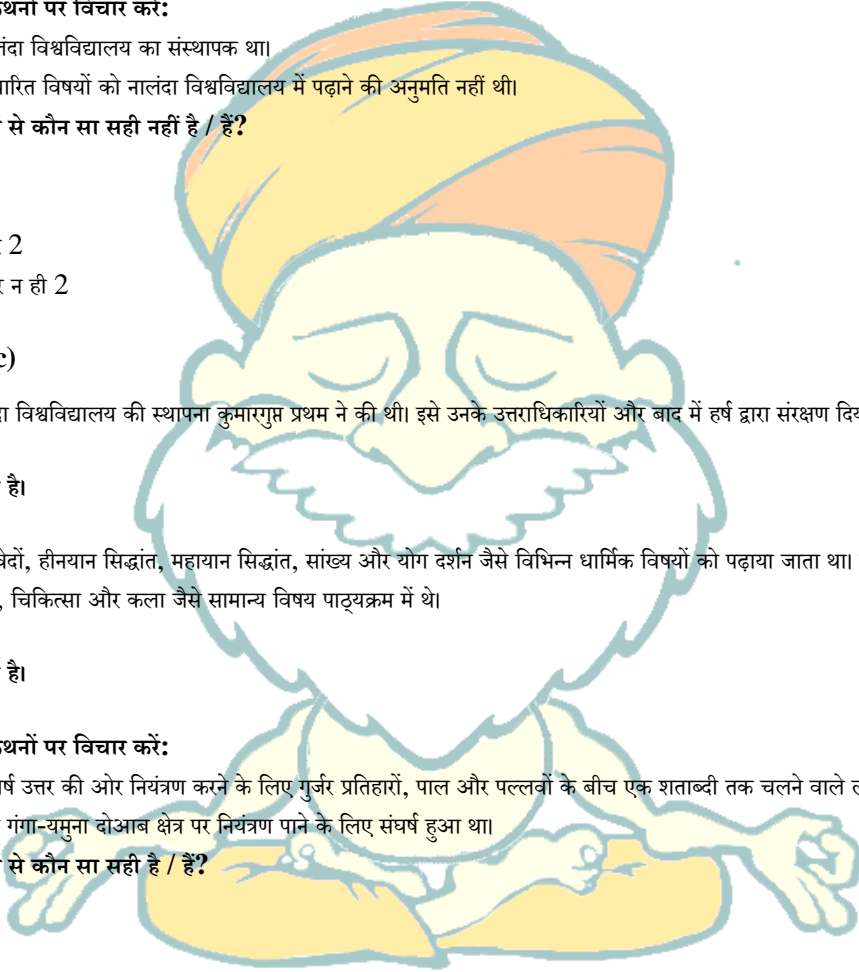 कथनों पर विचार करें:
लंदा विश्वविद्यालय का संस्थापक था।
धारित विषयों को नालंदा विश्वविद्यालय में पढ़ाने की अनुमति नहीं थी।
से कौन सा सही नहीं है / हैं?
2
न ही 2
c)
दा विश्वविद्यालय की स्थापना कुमारगुप्त प्रथम ने की थी। इसे उनके उत्तराधिकारियों और बाद में हर्ष द्वारा संरक्षण दिय
है।
वेदों, हीनयान सिद्धांत, महायान सिद्धांत, सांख्य और योग दर्शन जैसे विभिन्न धार्मिक विषयों को पढ़ाया जाता था।
, चिकित्सा और कला जैसे सामान्य विषय पाठ्यक्रम में थे।
है।
कथनों पर विचार करें:
र्ष उत्तर की ओर नियंत्रण करने के लिए गुर्जर प्रतिहारों, पाल और पल्लवों के बीच एक शताब्दी तक चलने वाले
गंगा-यमुना दोआब क्षेत्र पर नियंत्रण पाने के लिए संघर्ष हुआ था।
से कौन सा सही है / हैं?